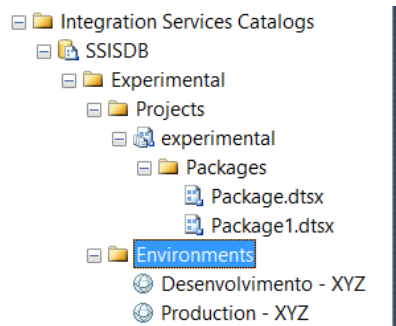 Integration Services Catalogs
SSISDB
Experimental
Projects
experimental
Packages
Package.dtsx
Package1.dtsx
Environments
Desenvolvimento - XYZ
Production - XYZ